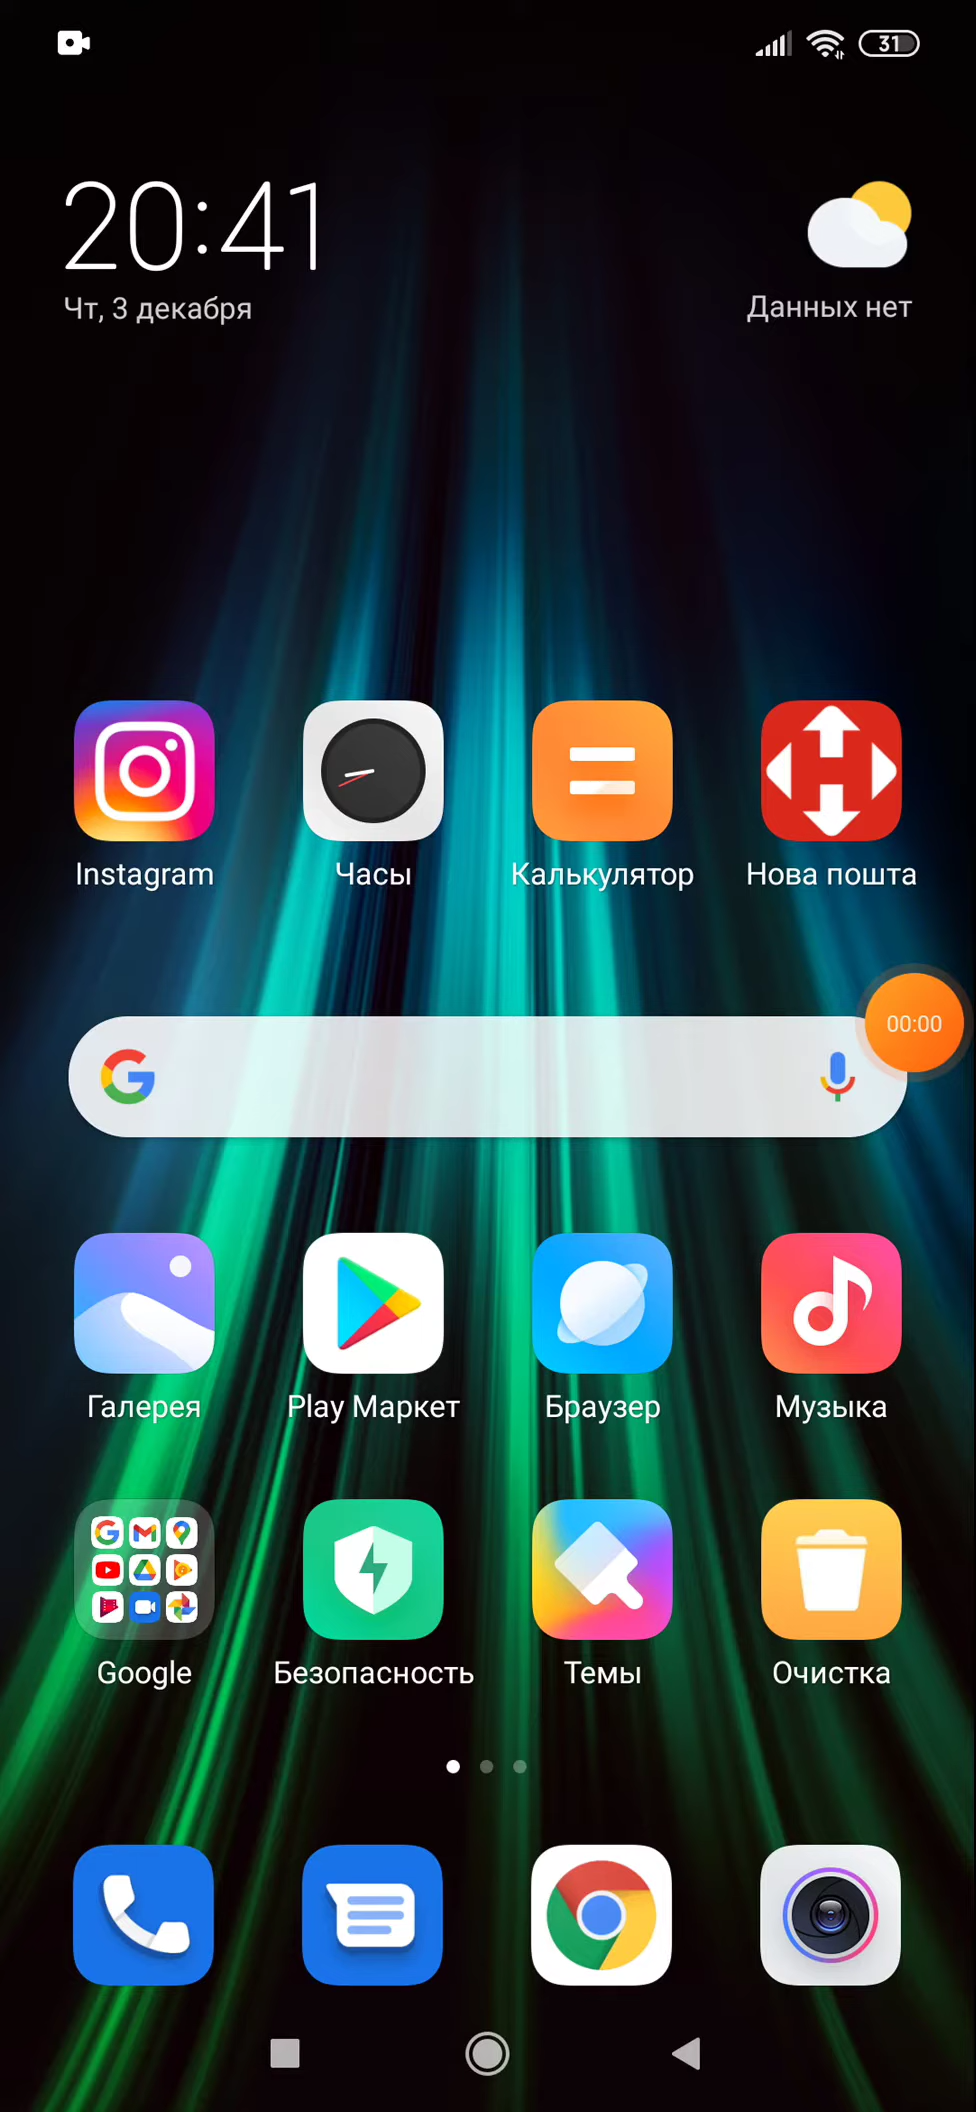 31
20:41
Чт, 3 декабря
Данных нет
Instagram
Часы
Калькулятор
Нова пошта
00:00
Галерея
Play Маркет
Браузер
Музыка
Google
Безопасность
Темы
Очистка